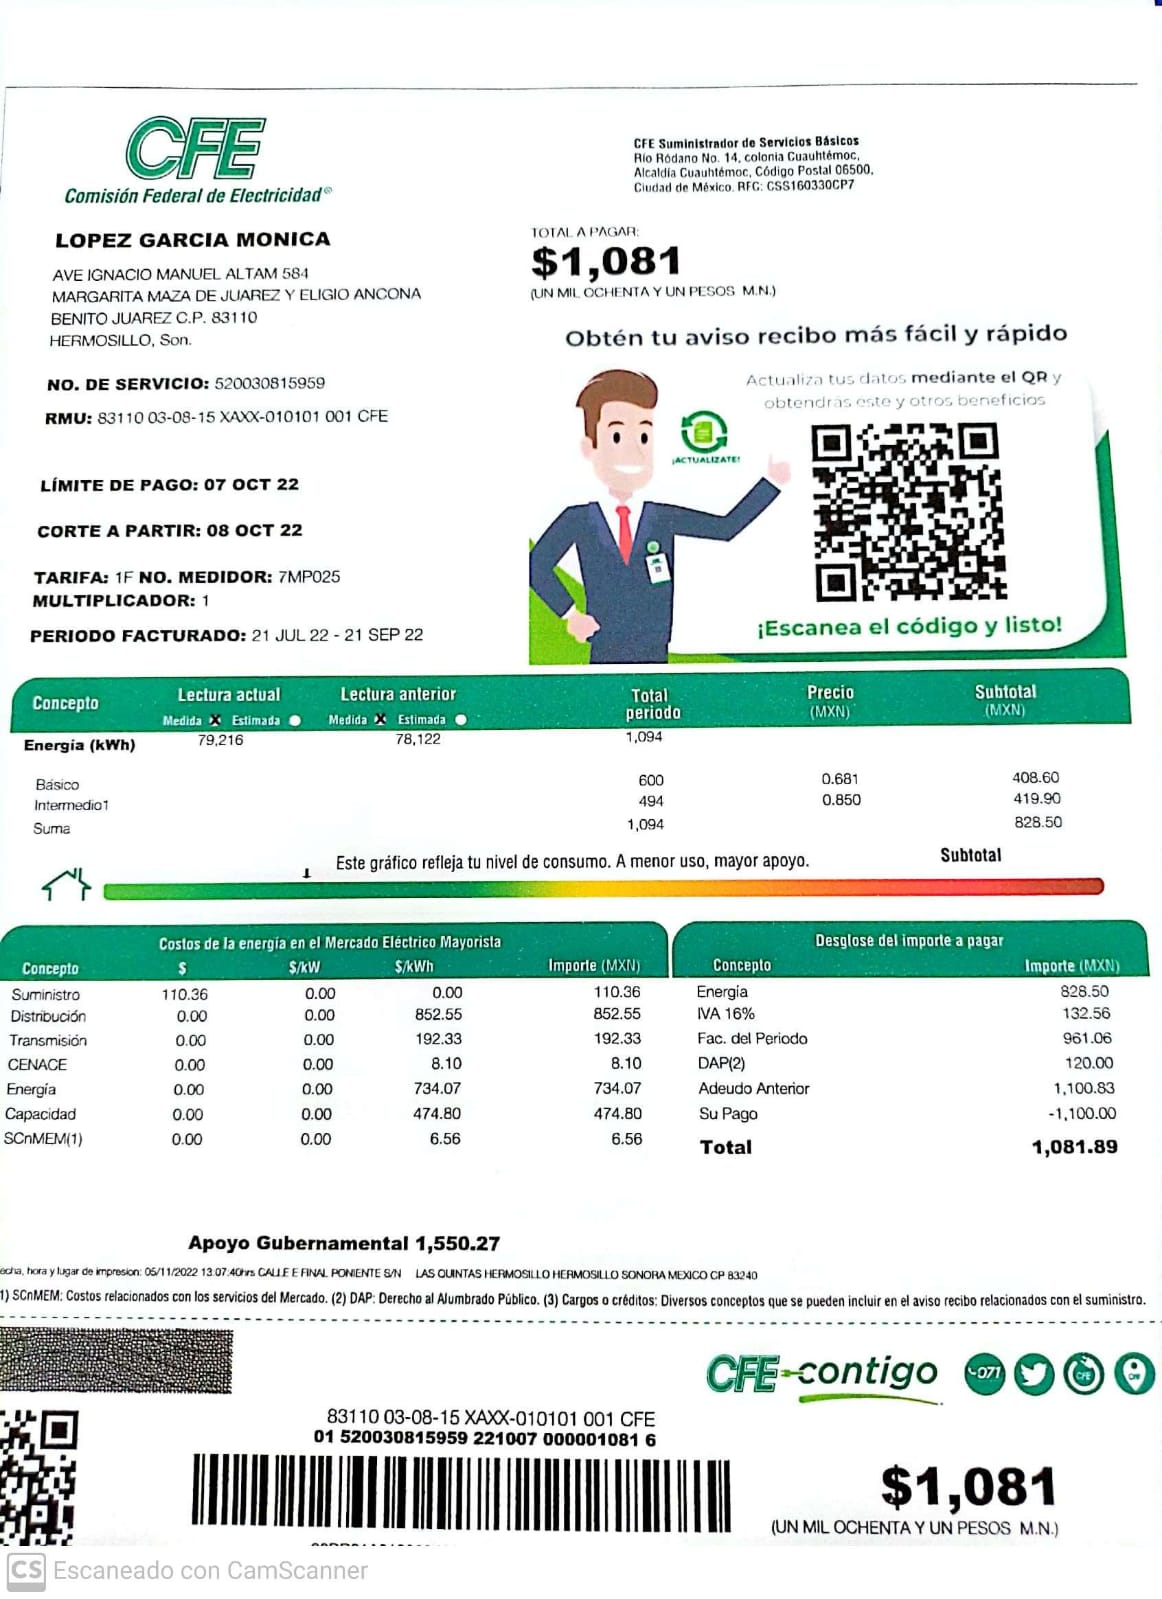 CFE
Comisión Federal de Electricidad®
CFE Suministrador de Servicios Básicos
Río Ródano No. 14, colonia Cuauhtémoc,
Alcaldía Cuauhtémoc, Código Postal 06500,
Ciudad de México. RFC: CSS160330CP7
LOPEZ GARCIA MONICA
AVE IGNACIO MANUEL ALTAM 584
MARGARITA MAZA DE JUAREZ Y ELIGIO ANCONA
BENITO JUAREZ C.P. 83110
HERMOSILLO, Son.
TOTAL A PAGAR:
$1,081
(UN MIL OCHENTA Y UN PESOS M.N.)
NO. DE SERVICIO: 520030815959
RMU: 83110 03-08-15 XAXX-010101 001 CFE
LÍMITE DE PAGO: 07 OCT 22
CORTE A PARTIR: 08 OCT 22
TARIFA: 1F NO. MEDIDOR: 7MP025
MULTIPLICADOR: 1
PERIODO FACTURADO: 21 JUL 22 - 21 SEP 22
Obtén tu aviso recibo más fácil y rápido
Actualiza tus datos mediante el QR y
obtendrás este y otros beneficios
¡ACTUALIZATE!
¡Escanea el código y listo!
Concepto Lectura actual Lectura anterior Total periodo Precio (MXN) Subtotal (MXN)
Medida X Estimada Medida X Estimada
Energía (kWh) 79,216 78,122 1,094
Básico 600 0.681 408.60
Intermedio1 494 0.850 419.90
Suma 1,094 828.50
Este gráfico refleja tu nivel de consumo. A menor uso, mayor apoyo.
Subtotal
Costos de la energía en el Mercado Eléctrico Mayorista
Concepto $ $/kW $/kWh Importe (MXN)
Suministro 110.36 0.00 0.00 110.36
Distribución 0.00 0.00 852.55 852.55
Transmisión 0.00 0.00 192.33 192.33
CENACE 0.00 0.00 8.10 8.10
Energía 0.00 0.00 734.07 734.07
Capacidad 0.00 0.00 474.80 474.80
SCnMEM(1) 0.00 0.00 6.56 6.56
Desglose del importe a pagar
Concepto Importe (MXN)
Energía 828.50
IVA 16% 132.56
Fac. del Periodo 961.06
DAP(2) 120.00
Adeudo Anterior 1,100.83
Su Pago -1,100.00
Total 1,081.89
Apoyo Gubernamental 1,550.27
echa, hora y lugar de impresion: 05/11/2022 13:07:40hrs CALLE E FINAL PONIENTE S/N LAS QUINTAS HERMOSILLO HERMOSILLO SONORA MEXICO CP 83240
1) SCnMEM: Costos relacionados con los servicios del Mercado. (2) DAP: Derecho al Alumbrado Público. (3) Cargos o créditos: Diversos conceptos que se pueden incluir en el aviso recibo relacionados con el suministro.
CFE contigo
071
CFE
83110 03-08-15 XAXX-010101 001 CFE
01 520030815959 221007 000001081 6
$1,081
(UN MIL OCHENTA Y UN PESOS M.N.)
CS Escaneado con CamScanner